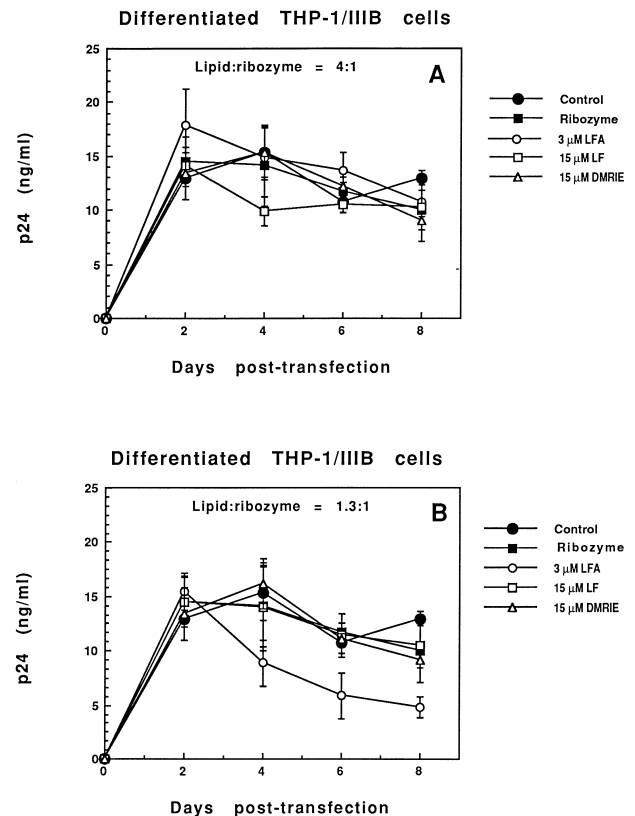 Differentiated THP-1/IIIB cells
25
Lipid:ribozyme = 4:1
A
20
15
10
5
0
p24 (ng/ml)
0 2 4 6 8
Days post-transfection
Control
Ribozyme
3 μM LFA
15 μM LF
15 μM DMRIE
Differentiated THP-1/IIIB cells
25
Lipid:ribozyme = 1.3:1
B
20
15
10
5
0
p24 (ng/ml)
0 2 4 6 8
Days post-transfection
Control
Ribozyme
3 μM LFA
15 μM LF
15 μM DMRIE